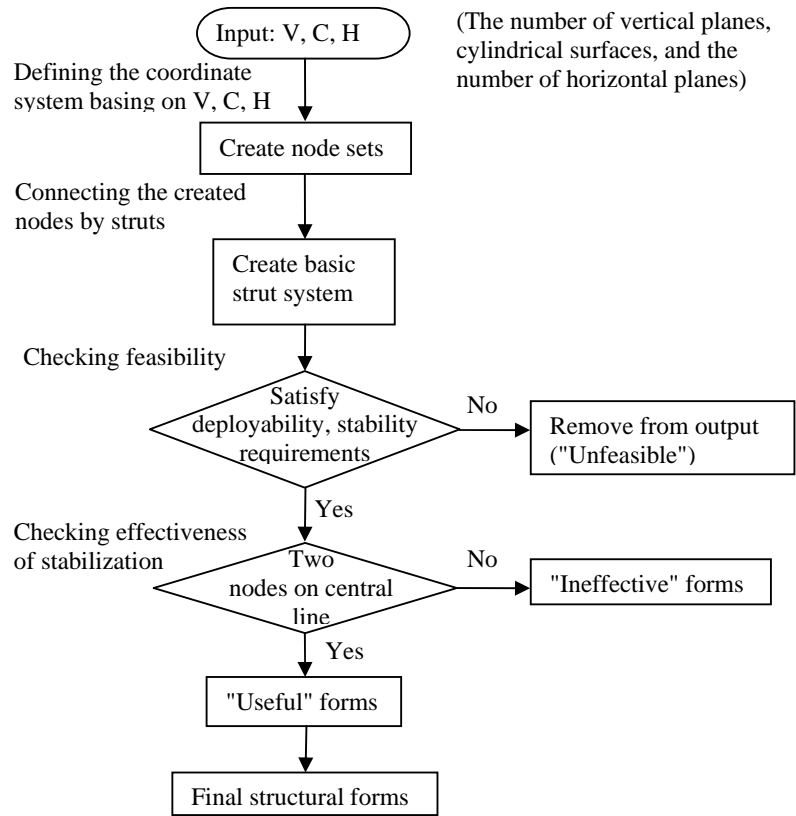 Input: V, C, H
(The number of vertical planes,
cylindrical surfaces, and the
number of horizontal planes)
Defining the coordinate
system basing on V, C, H
Create node sets
Connecting the created
nodes by struts
Create basic
strut system
Checking feasibility
Satisfy
deployability, stability
requirements
No
Remove from output
("Unfeasible")
Yes
Checking effectiveness
of stabilization
Two
nodes on central
line
No
"Ineffective" forms
Yes
"Useful" forms
Final structural forms